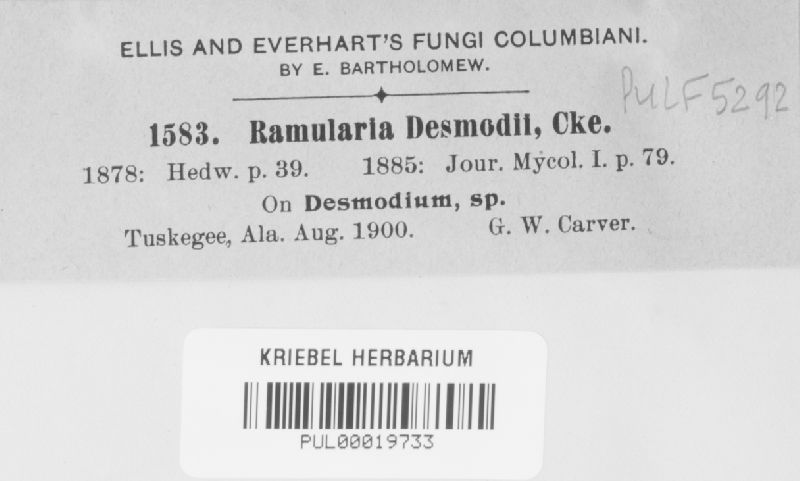 ELLIS AND EVERHART'S FUNGI COLUMBIANI.
BY E. BARTHOLOMEW.
PULF5292
1583. Ramularia Desmodii, Cke.
1878: Hedw. p. 39. 1885: Jour. Mycol. I. p. 79.
On Desmodium, sp.
Tuskegee, Ala. Aug. 1900. G. W. Carver.
KRIEBEL HERBARIUM
PUL00019733